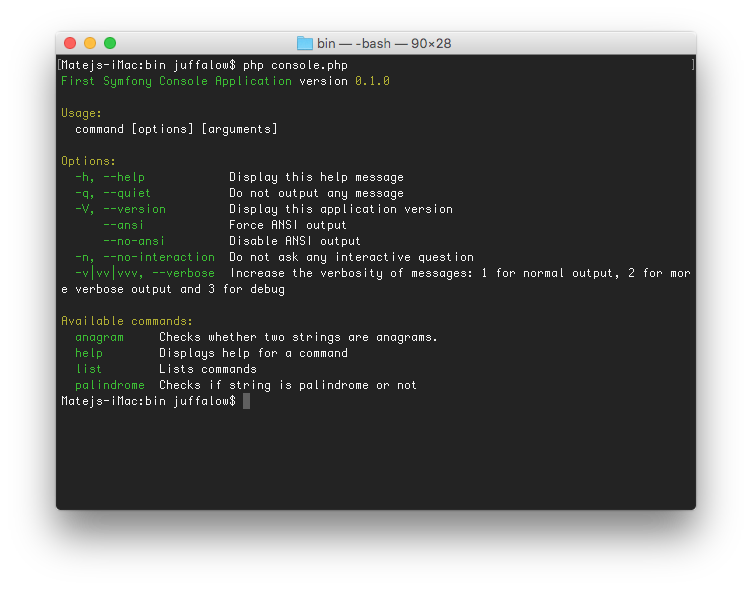 bin — -bash — 90×28
[Matejs-iMac:bin juffalow$ php console.php ]
First Symfony Console Application version 0.1.0
Usage:
  command [options] [arguments]
Options:
  -h, --help            Display this help message
  -q, --quiet           Do not output any message
  -V, --version         Display this application version
      --ansi            Force ANSI output
      --no-ansi         Disable ANSI output
  -n, --no-interaction  Do not ask any interactive question
  -v|vv|vvv, --verbose  Increase the verbosity of messages: 1 for normal output, 2 for mor
e verbose output and 3 for debug
Available commands:
  anagram     Checks whether two strings are anagrams.
  help        Displays help for a command
  list        Lists commands
  palindrome  Checks if string is palindrome or not
Matejs-iMac:bin juffalow$